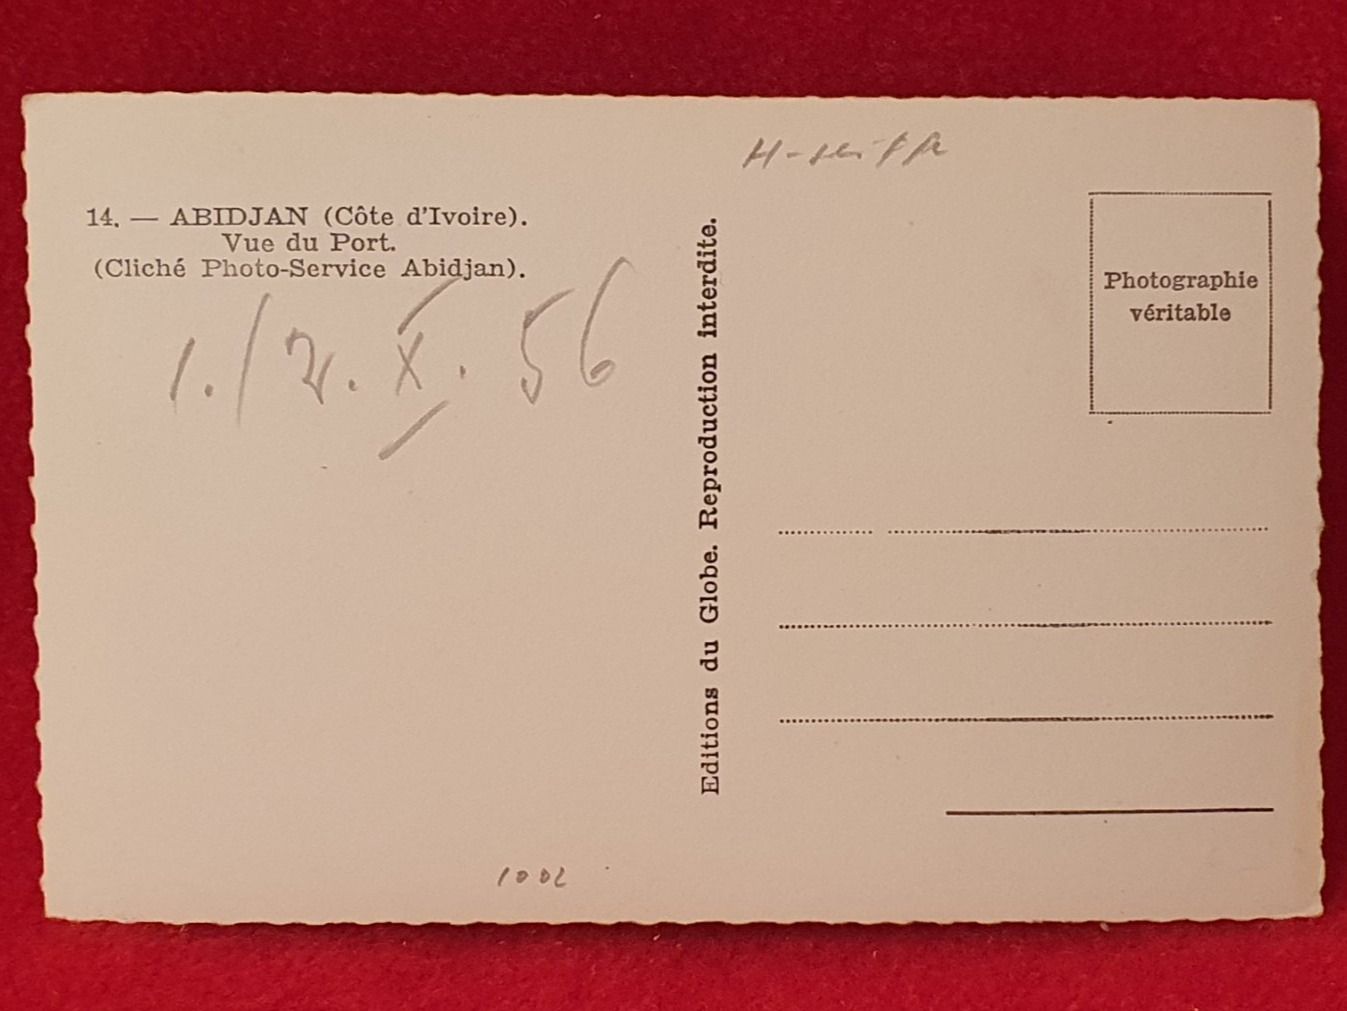 14. — ABIDJAN (Côte d'Ivoire).
Vue du Port.
(Cliché Photo-Service Abidjan).
1./2. X. 56
Editions du Globe. Reproduction interdite.
Photographie
véritable
1002